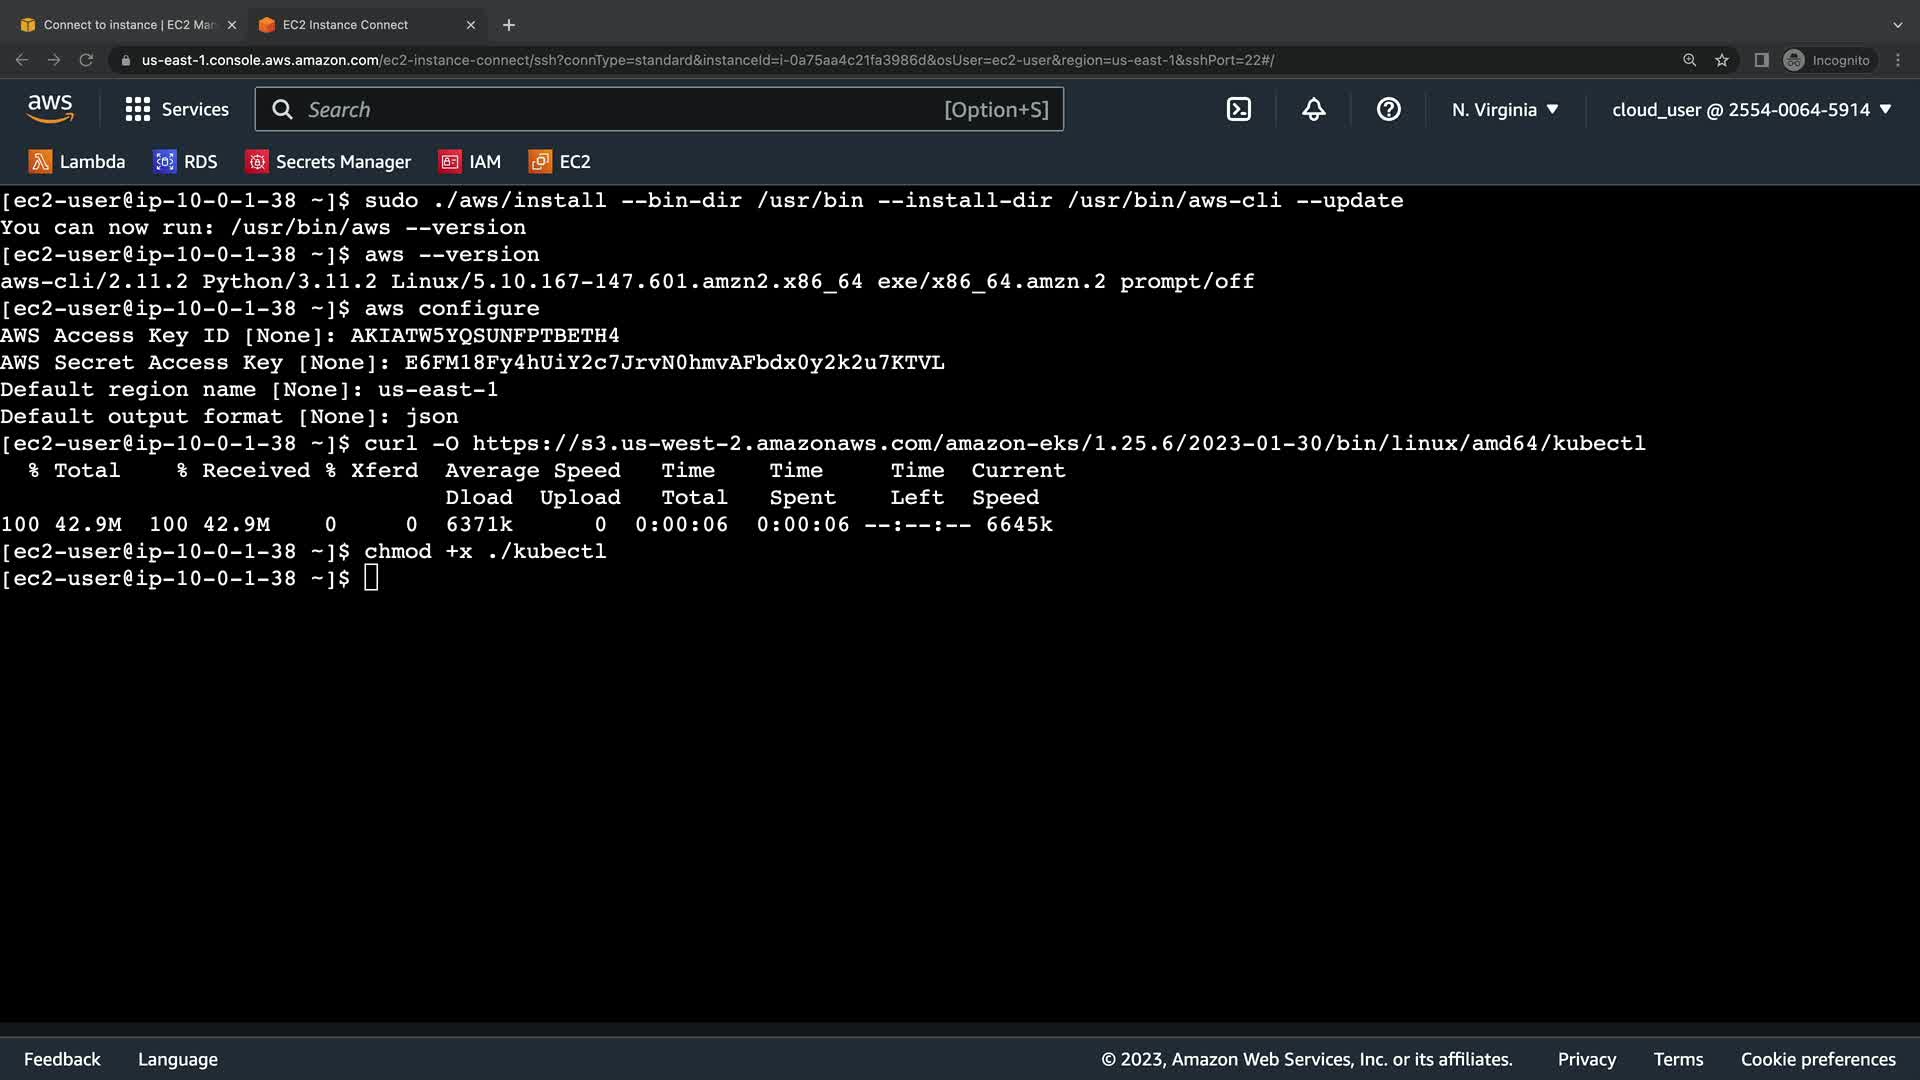 Connect to instance | EC2 Man
EC2 Instance Connect
us-east-1.console.aws.amazon.com/ec2-instance-connect/ssh?connType=standard&instanceId=i-0a75aa4c21fa3986d&osUser=ec2-user&region=us-east-1&sshPort=22#/
Incognito
aws
Services
Search
[Option+S]
N. Virginia
cloud_user @ 2554-0064-5914
Lambda
RDS
Secrets Manager
IAM
EC2
[ec2-user@ip-10-0-1-38 ~]$ sudo ./aws/install --bin-dir /usr/bin --install-dir /usr/bin/aws-cli --update
You can now run: /usr/bin/aws --version
[ec2-user@ip-10-0-1-38 ~]$ aws --version
aws-cli/2.11.2 Python/3.11.2 Linux/5.10.167-147.601.amzn2.x86_64 exe/x86_64.amzn.2 prompt/off
[ec2-user@ip-10-0-1-38 ~]$ aws configure
AWS Access Key ID [None]: AKIATW5YQSUNFPTBETH4
AWS Secret Access Key [None]: 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
Default region name [None]: us-east-1
Default output format [None]: json
[ec2-user@ip-10-0-1-38 ~]$ curl -O https://s3.us-west-2.amazonaws.com/amazon-eks/1.25.6/2023-01-30/bin/linux/amd64/kubectl
% Total % Received % Xferd Average Speed Time Time Time Current
Dload Upload Total Spent Left Speed
100 42.9M 100 42.9M 0 0 6371k 0 0:00:06 0:00:06 --:--:-- 6645k
[ec2-user@ip-10-0-1-38 ~]$ chmod +x ./kubectl
[ec2-user@ip-10-0-1-38 ~]$
Feedback
Language
© 2023, Amazon Web Services, Inc. or its affiliates.
Privacy
Terms
Cookie preferences